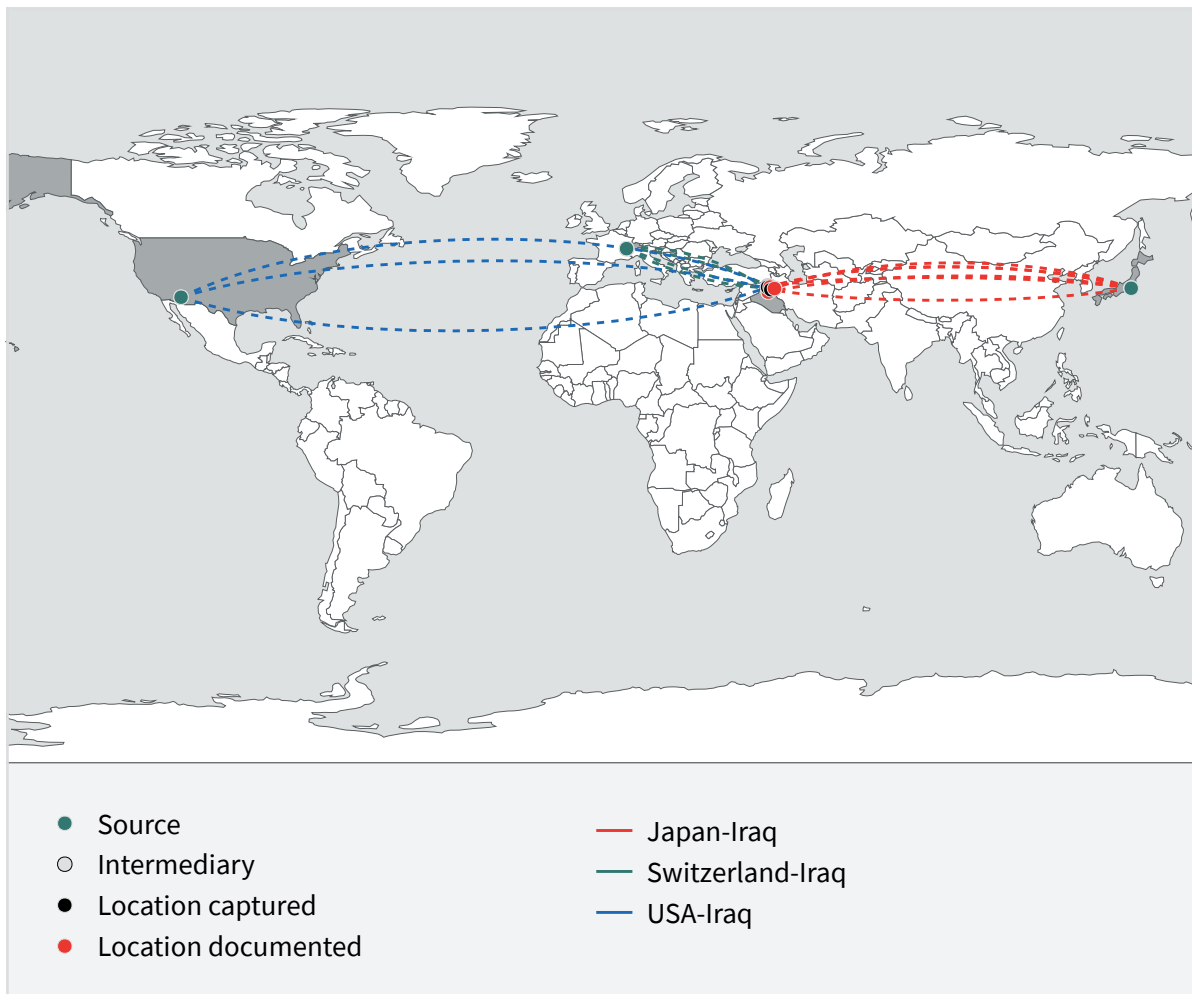 Source
Intermediary
Location captured
Location documented
Japan-Iraq
Switzerland-Iraq
USA-Iraq